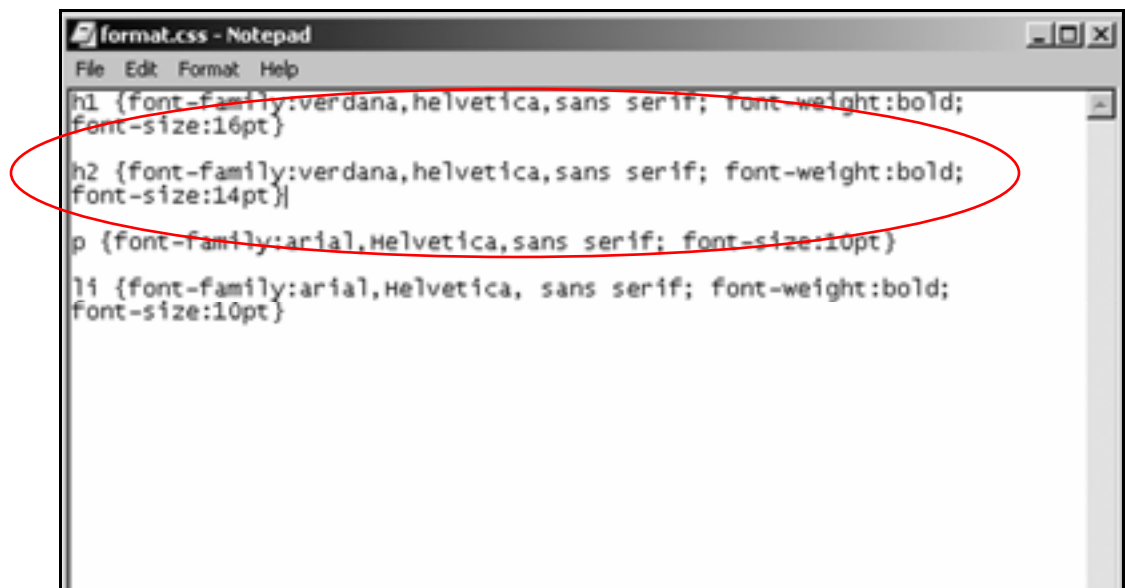 format.css - Notepad
File Edit Format Help
h1 {font-family:verdana,helvetica,sans serif; font-weight:bold;
font-size:16pt}
h2 {font-family:verdana,helvetica,sans serif; font-weight:bold;
font-size:14pt}
p {font-family:arial,Helvetica,sans serif; font-size:10pt}
li {font-family:arial,Helvetica, sans serif; font-weight:bold;
font-size:10pt}